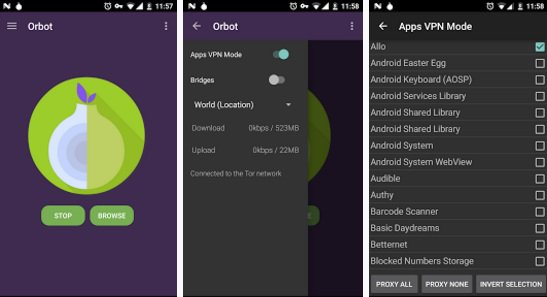 11:57
Orbot
STOP
BROWSE
11:58
Orbot
Apps VPN Mode
Bridges
World (Location)
Download 0kbps / 523MB
Upload 0kbps / 22MB
Connected to the Tor network
11:58
Apps VPN Mode
Allo
Android Easter Egg
Android Keyboard (AOSP)
Android Services Library
Android Shared Library
Android Shared Library
Android System
Android System WebView
Audible
Authy
Barcode Scanner
Basic Daydreams
Betternet
Blocked Numbers Storage
PROXY ALL
PROXY NONE
INVERT SELECTION